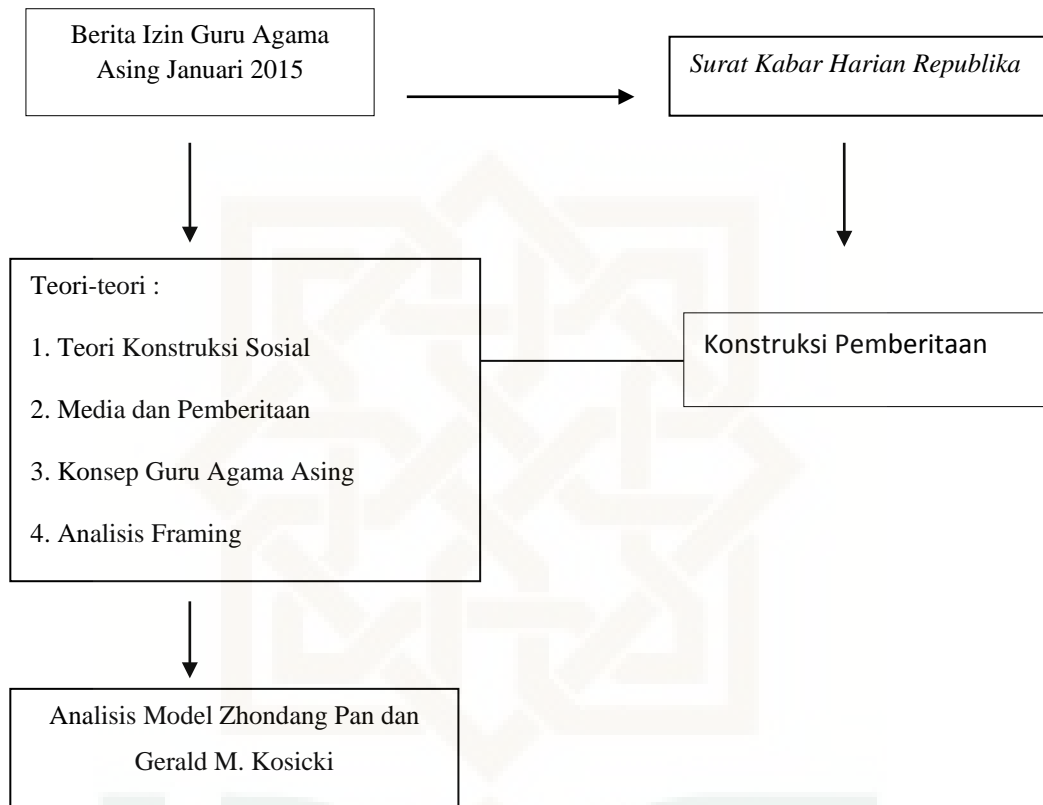 Berita Izin Guru Agama
Asing Januari 2015
Surat Kabar Harian Republika
Teori-teori :
1. Teori Konstruksi Sosial
2. Media dan Pemberitaan
3. Konsep Guru Agama Asing
4. Analisis Framing
Konstruksi Pemberitaan
Analisis Model Zhondang Pan dan
Gerald M. Kosicki